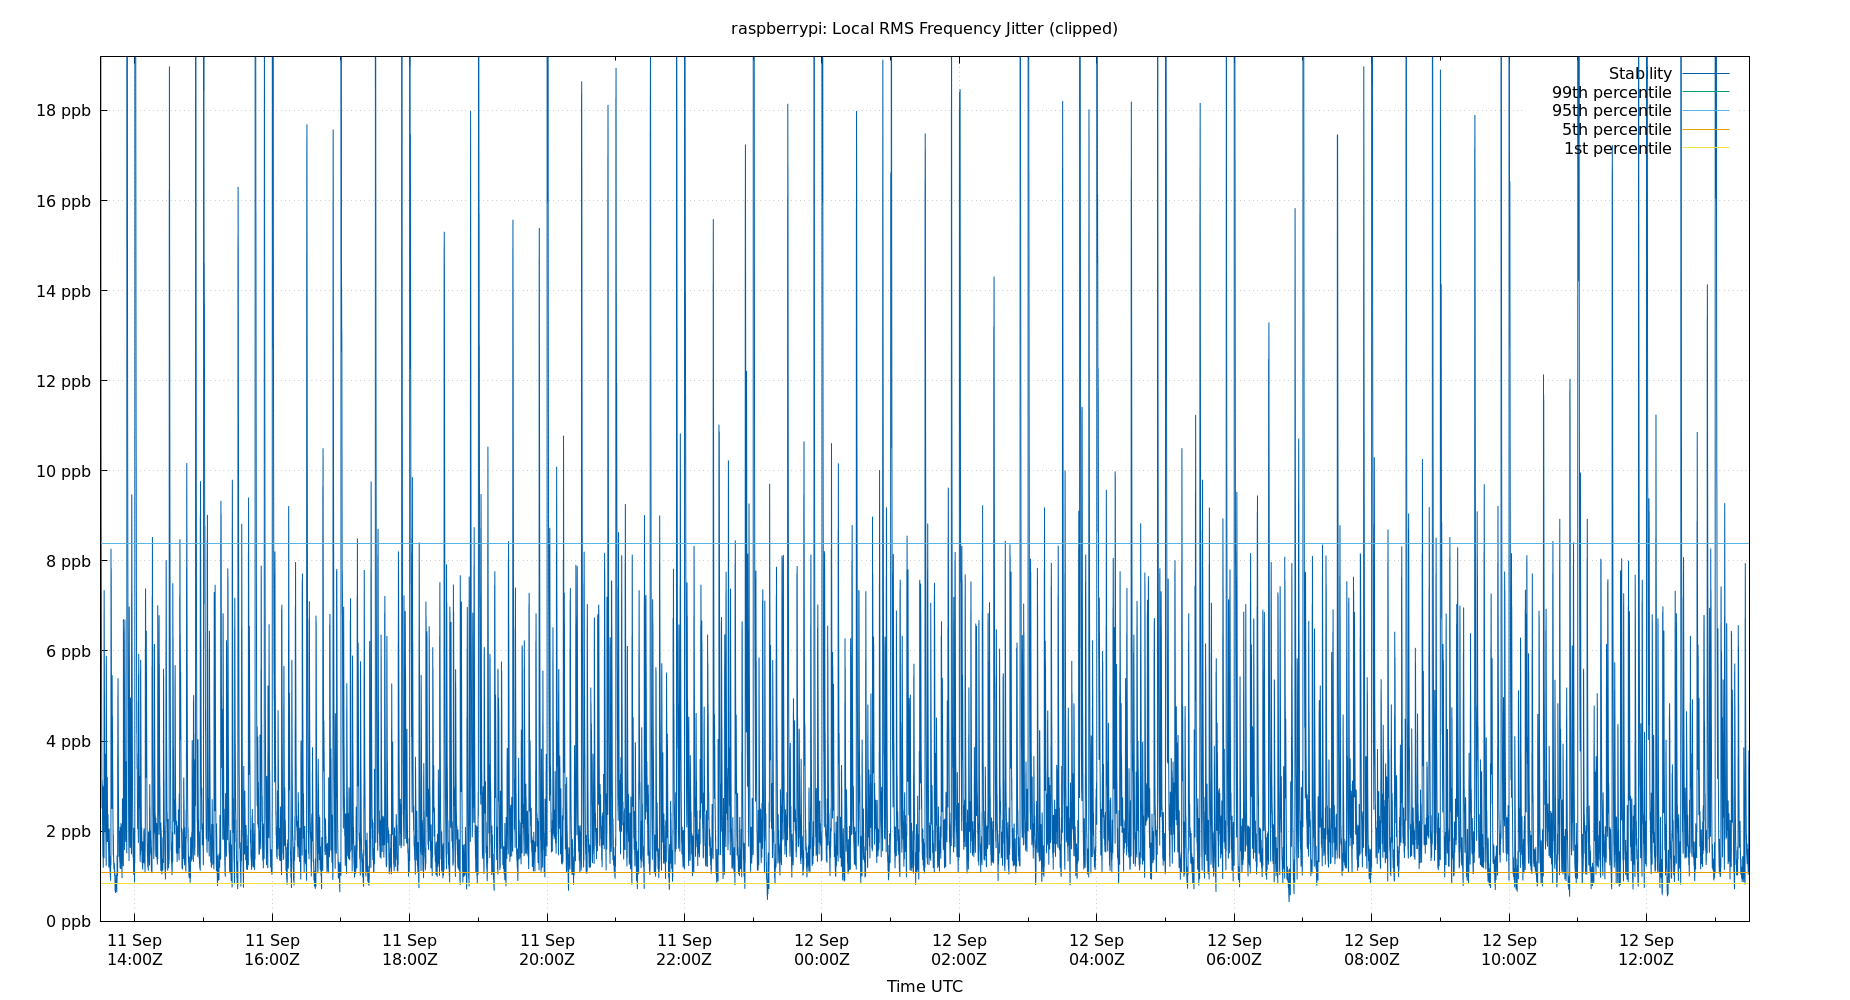 raspberrypi: Local RMS Frequency Jitter (clipped)
Stability
99th percentile
95th percentile
5th percentile
1st percentile
18 ppb
16 ppb
14 ppb
12 ppb
10 ppb
8 ppb
6 ppb
4 ppb
2 ppb
0 ppb
11 Sep 11 Sep 11 Sep 11 Sep 11 Sep 12 Sep 12 Sep 12 Sep 12 Sep 12 Sep 12 Sep 12 Sep
14:00Z 16:00Z 18:00Z 20:00Z 22:00Z 00:00Z 02:00Z 04:00Z 06:00Z 08:00Z 10:00Z 12:00Z
Time UTC